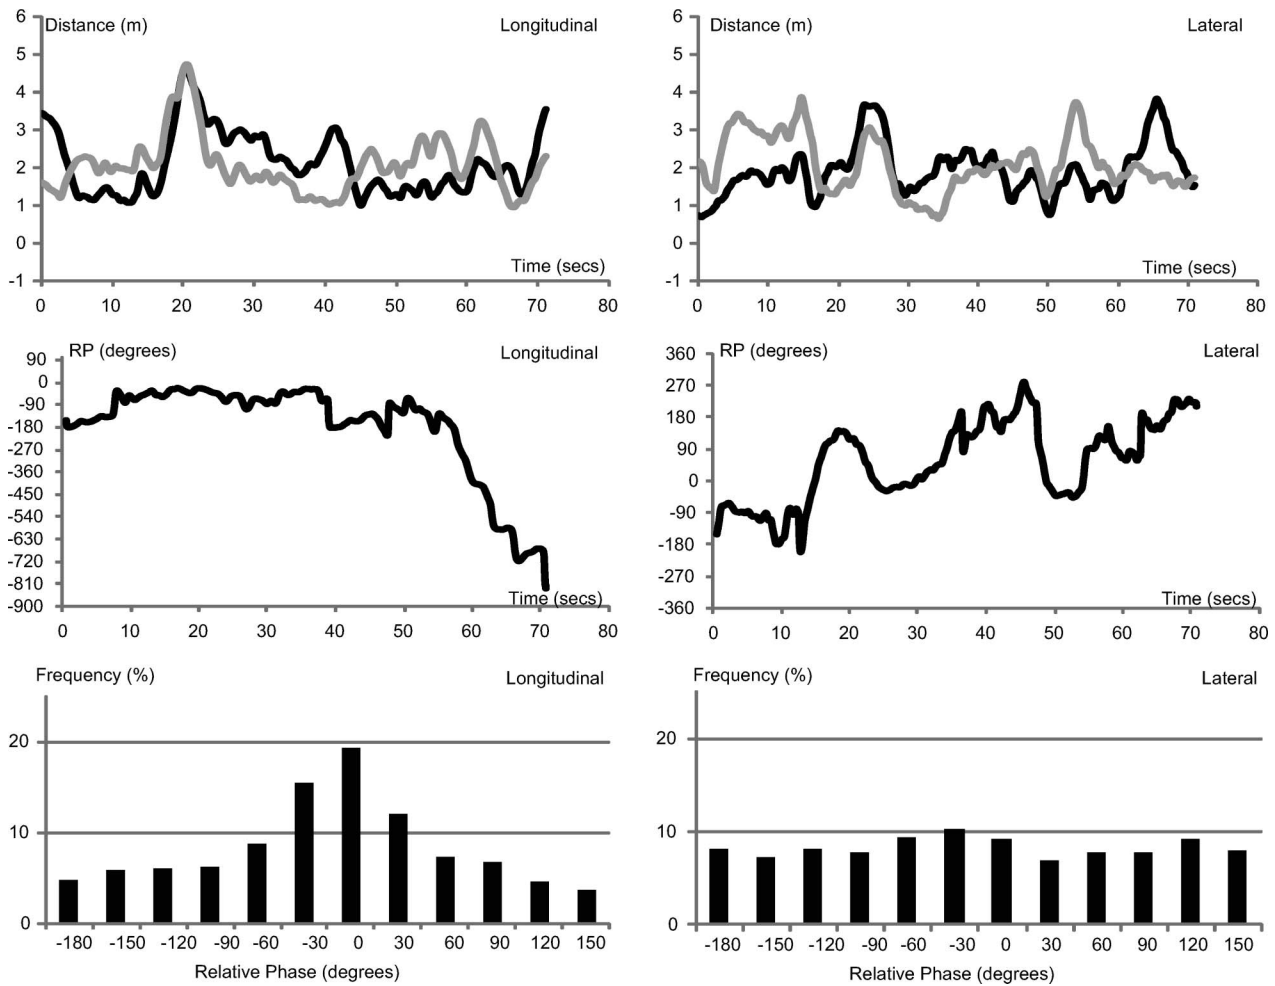 Distance (m) Longitudinal
6
5
4
3
2
1
0
-1
Time (secs)
0 10 20 30 40 50 60 70 80
Distance (m) Lateral
6
5
4
3
2
1
0
-1
Time (secs)
0 10 20 30 40 50 60 70 80
RP (degrees) Longitudinal
90
0
-90
-180
-270
-360
-450
-540
-630
-720
-810
-900
Time (secs)
0 10 20 30 40 50 60 70 80
RP (degrees) Lateral
360
270
180
90
0
-90
-180
-270
-360
Time (secs)
0 10 20 30 40 50 60 70 80
Frequency (%) Longitudinal
20
10
0
-180 -150 -120 -90 -60 -30 0 30 60 90 120 150
Relative Phase (degrees)
Frequency (%) Lateral
20
10
0
-180 -150 -120 -90 -60 -30 0 30 60 90 120 150
Relative Phase (degrees)